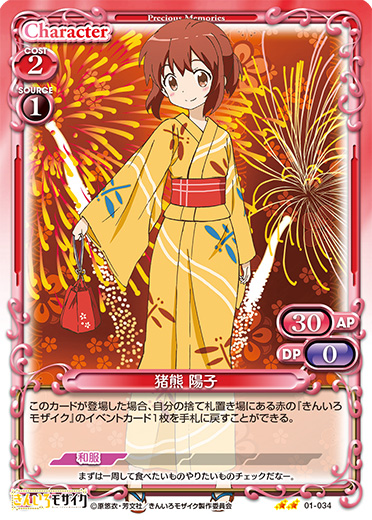 Precious Memories
Character
COST
2
SOURCE
1
30 AP
DP 0
猪熊 陽子
このカードが登場した場合、自分の捨て札置き場にある赤の『きんいろ
モザイク』のイベントカード1枚を手札に戻すことができる。
和服
まずは一周して食べたいものやりたいものチェックだなー。
きんいろモザイク
©原悠衣・芳文社 きんいろモザイク製作委員会
01-034